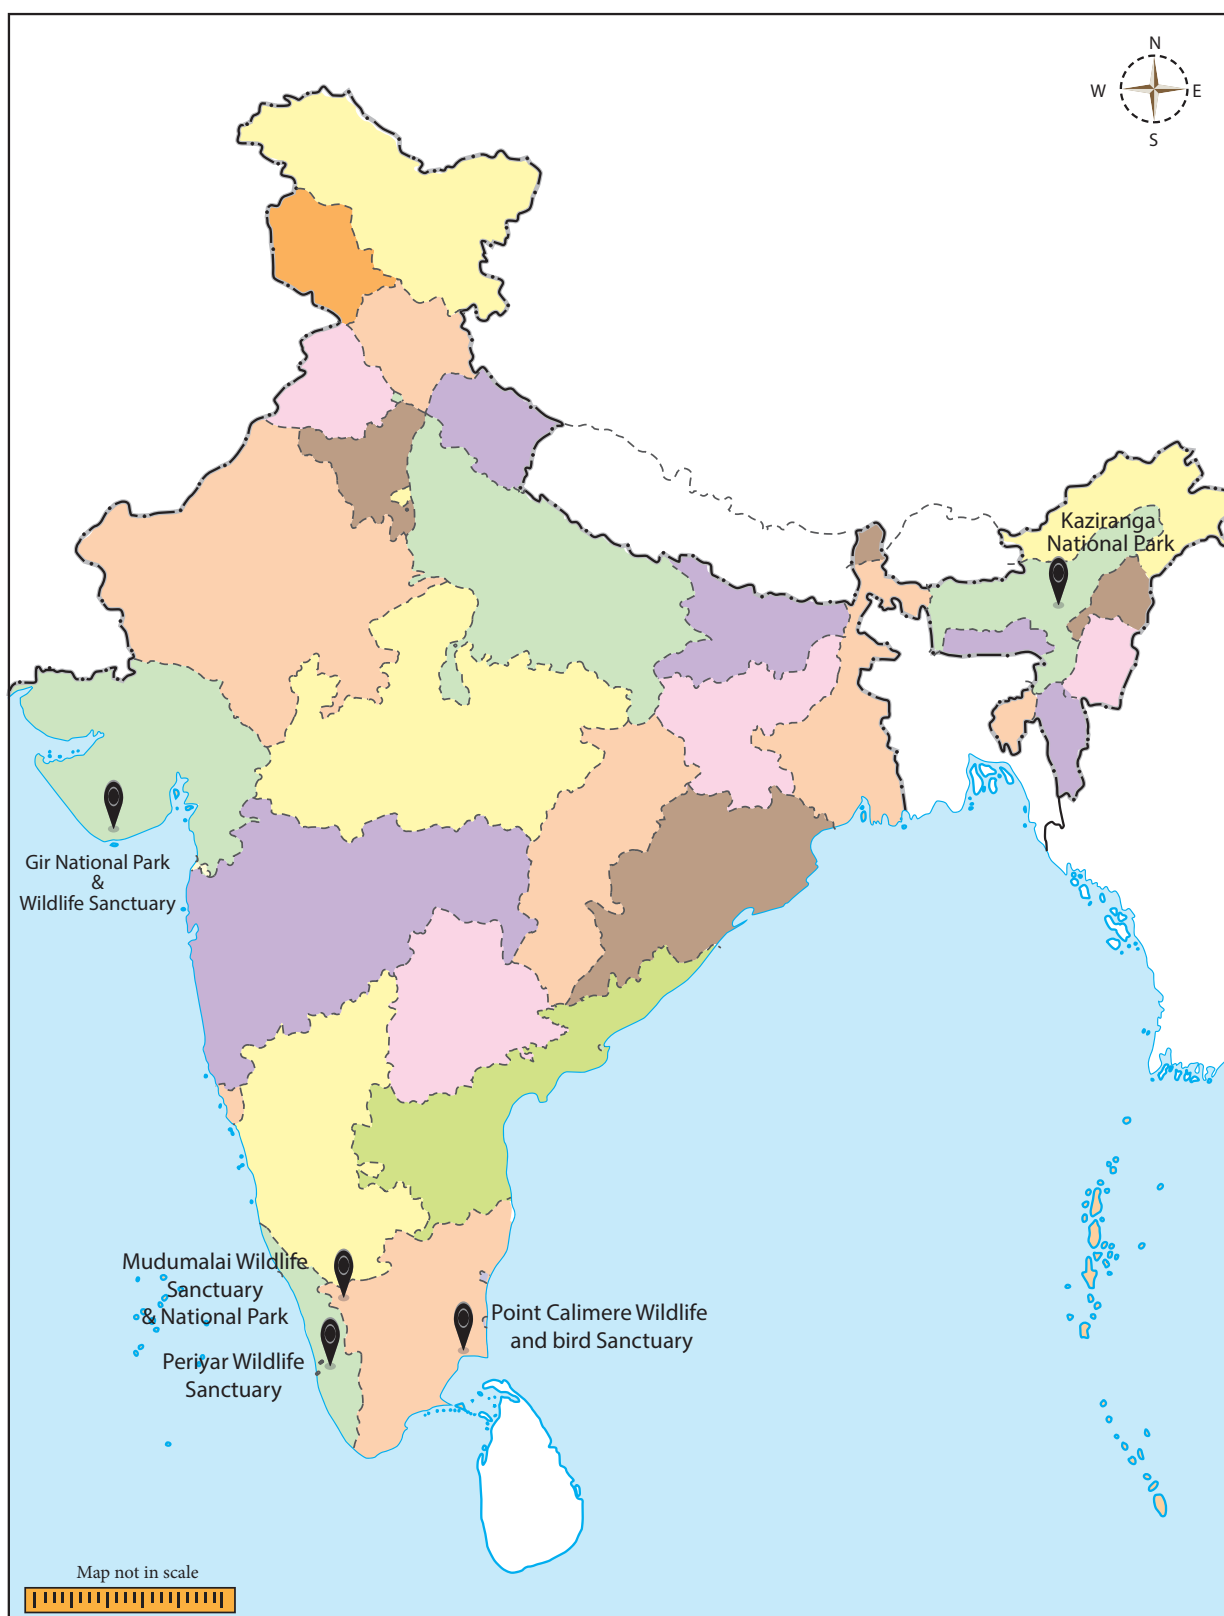 N
W E
S
Kaziranga
National Park
Gir National Park
&
Wildlife Sanctuary
Mudumalai Wildlife
Sanctuary
& National Park
Point Calimere Wildlife
and bird Sanctuary
Periyar Wildlife
Sanctuary
Map not in scale